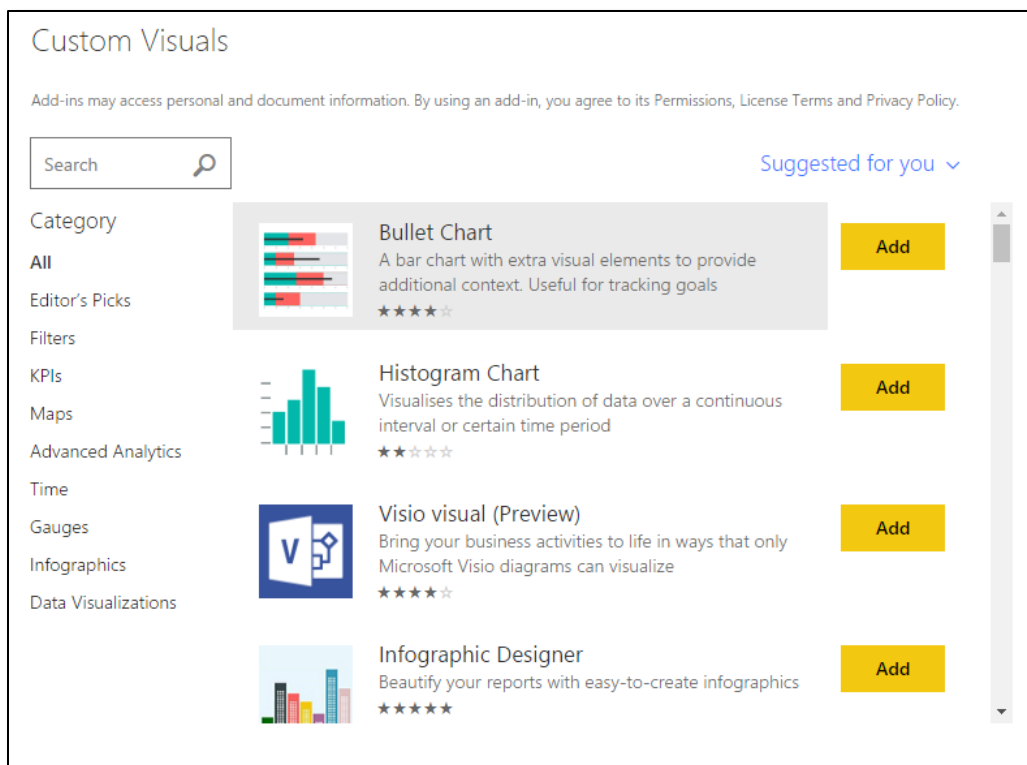 Custom Visuals
Add-ins may access personal and document information. By using an add-in, you agree to its Permissions, License Terms and Privacy Policy.
Search
Suggested for you
Category
All
Editor's Picks
Filters
KPIs
Maps
Advanced Analytics
Time
Gauges
Infographics
Data Visualizations
Bullet Chart
A bar chart with extra visual elements to provide
additional context. Useful for tracking goals
Add
Histogram Chart
Visualises the distribution of data over a continuous
interval or certain time period
Add
V
Visio visual (Preview)
Bring your business activities to life in ways that only
Microsoft Visio diagrams can visualize
Add
Infographic Designer
Beautify your reports with easy-to-create infographics
Add